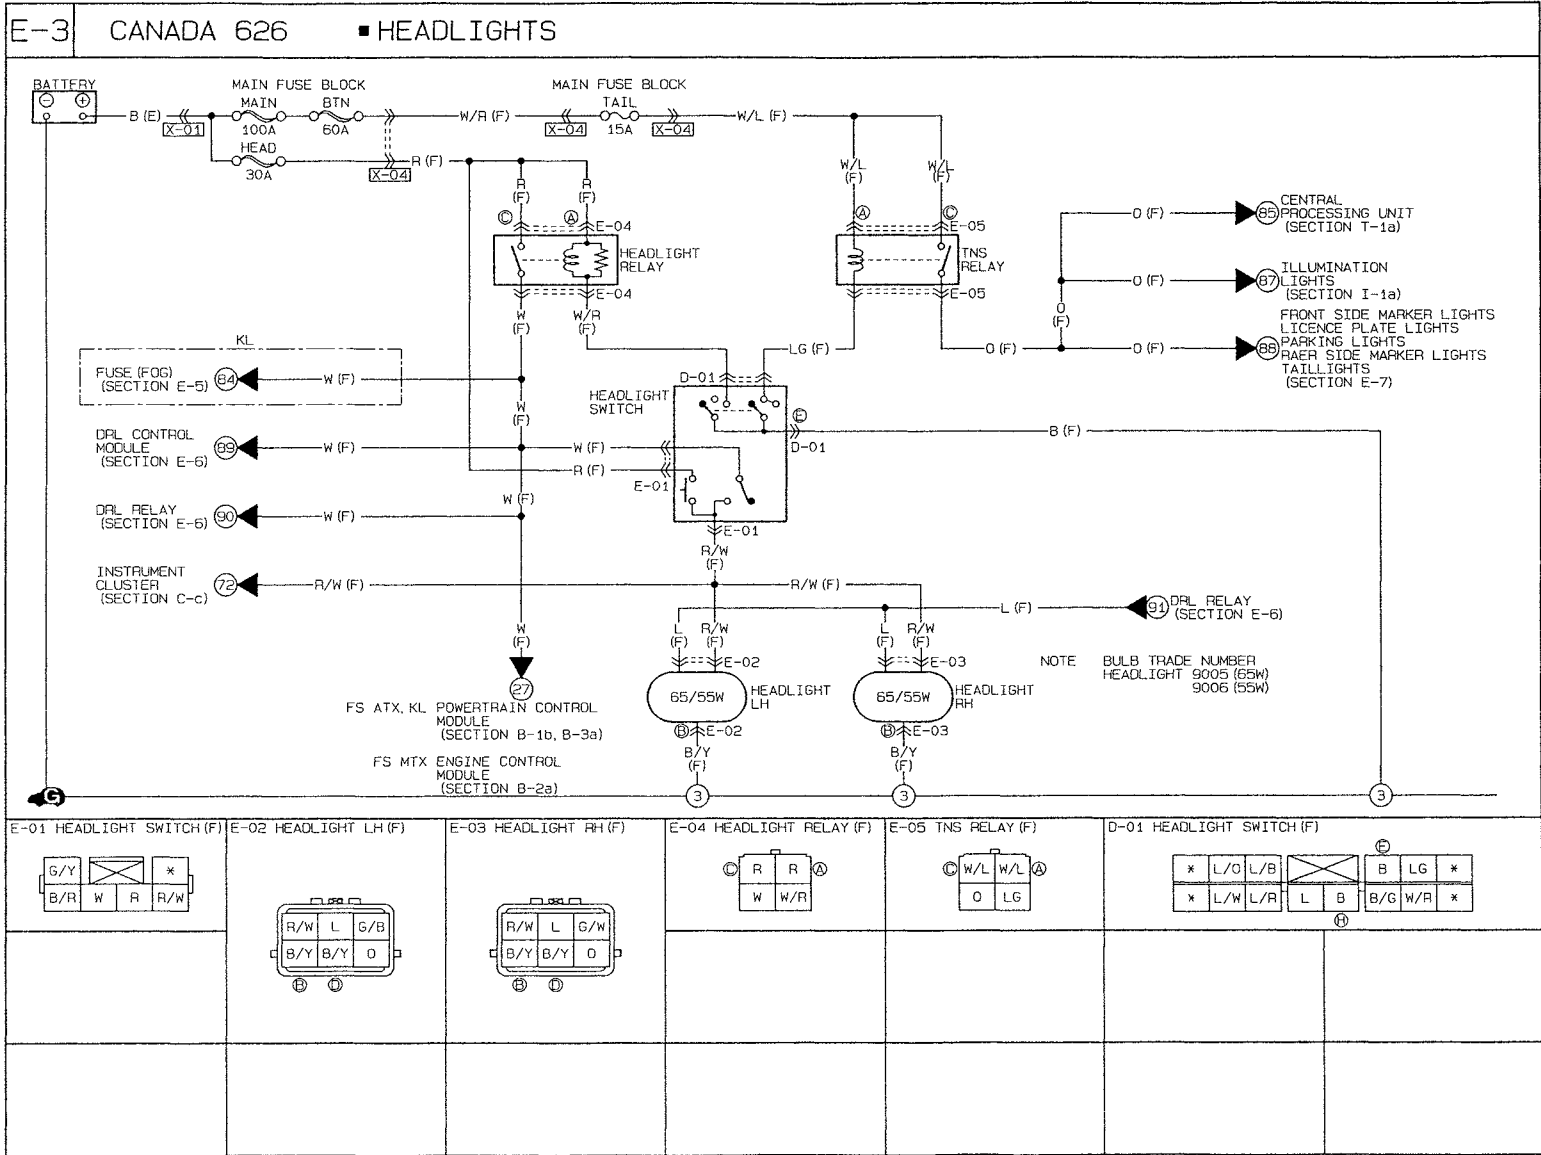 E-3 CANADA 626 ■ HEADLIGHTS
BATTERY
MAIN FUSE BLOCK
MAIN BTN
100A 60A
HEAD
30A
B (E)
X-01
X-04
R (F)
W/R (F)
MAIN FUSE BLOCK
TAIL
15A
X-04
X-04
W/L (F)
R
(F)
R
(F)
C A E-04
HEADLIGHT
RELAY
E-04
W
(F)
W/R
(F)
W/L
(F)
W/L
(F)
A C E-05
TNS
RELAY
E-05
LG (F)
O (F)
O
(F)
O (F)
85 CENTRAL
PROCESSING UNIT
(SECTION T-1a)
O (F)
87 ILLUMINATION
LIGHTS
(SECTION I-1a)
O (F)
88 FRONT SIDE MARKER LIGHTS
LICENCE PLATE LIGHTS
PARKING LIGHTS
RAER SIDE MARKER LIGHTS
TAILLIGHTS
(SECTION E-7)
KL
FUSE (FOG)
(SECTION E-5)
84
W (F)
W
(F)
D-01
HEADLIGHT
SWITCH
E
D-01
B (F)
DRL CONTROL
MODULE
(SECTION E-6)
89
W (F)
W (F)
R (F)
E-01
W (F)
E-01
DRL RELAY
(SECTION E-6)
90
W (F)
R/W
(F)
INSTRUMENT
CLUSTER
(SECTION C-c)
72
R/W (F)
R/W (F)
L (F)
91 DRL RELAY
(SECTION E-6)
W
(F)
L
(F)
R/W
(F)
L
(F)
R/W
(F)
E-02
E-03
27
FS ATX, KL POWERTRAIN CONTROL
MODULE
(SECTION B-1b, B-3a)
FS MTX ENGINE CONTROL
MODULE
(SECTION B-2a)
65/55W
HEADLIGHT
LH
65/55W
HEADLIGHT
RH
NOTE BULB TRADE NUMBER
HEADLIGHT 9005 (65W)
9006 (55W)
B E-02
B E-03
B/Y
(F)
B/Y
(F)
G
3
3
3
E-01 HEADLIGHT SWITCH (F)
G/Y *
B/R W R R/W
E-02 HEADLIGHT LH (F)
R/W L G/B
B/Y B/Y O
B D
E-03 HEADLIGHT RH (F)
R/W L G/W
B/Y B/Y O
B D
E-04 HEADLIGHT RELAY (F)
C R R A
W W/R
E-05 TNS RELAY (F)
C W/L W/L A
O LG
D-01 HEADLIGHT SWITCH (F)
E
* L/O L/B B LG *
* L/W L/R L B B/G W/R *
H